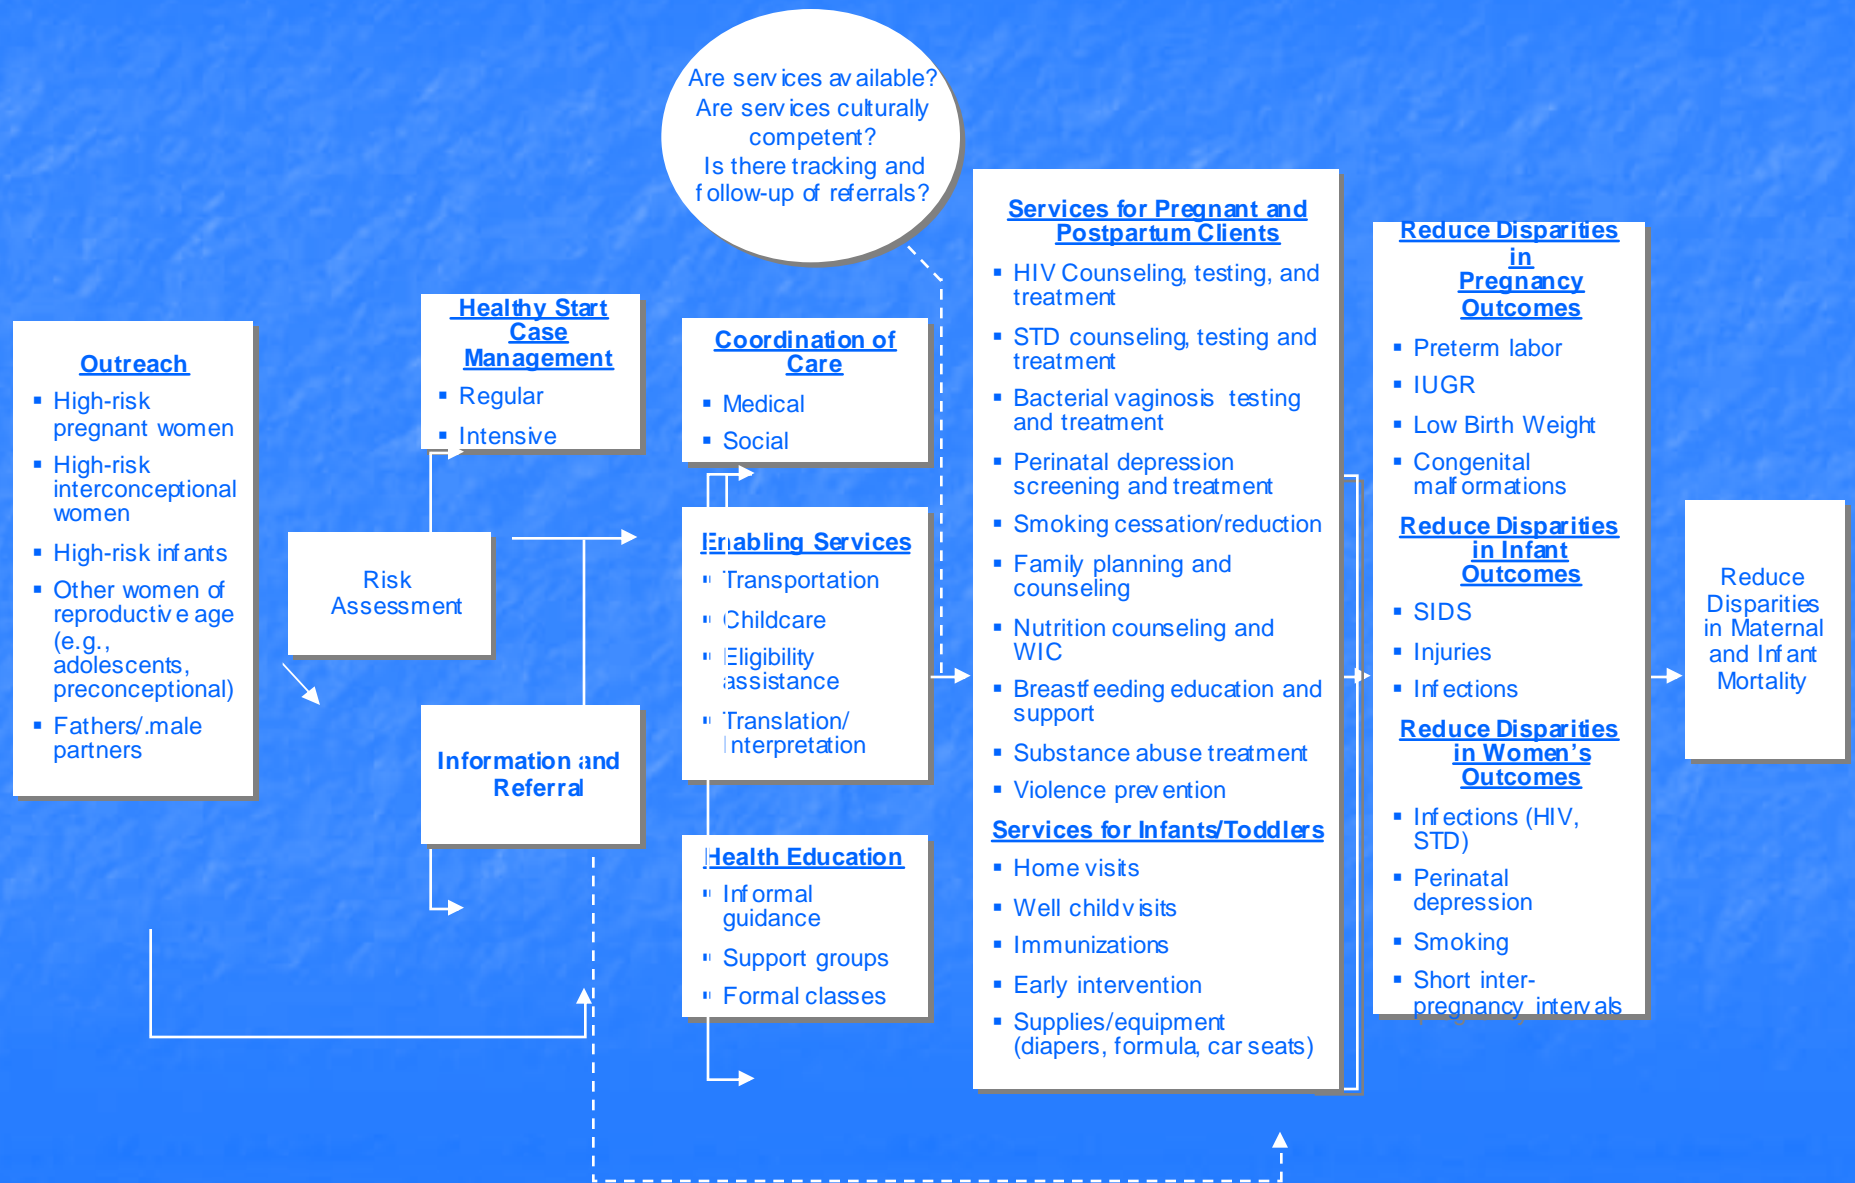 Are services available?
Are services culturally
competent?
Is there tracking and
follow-up of referrals?
Outreach
▪ High-risk
pregnant women
▪ High-risk
interconceptional
women
▪ High-risk infants
▪ Other women of
reproductive age
(e.g.,
adolescents,
preconceptional)
▪ Fathers/.male
partners
Risk
Assessment
Healthy Start
Case
Management
▪ Regular
▪ Intensive
Information and
Referral
Coordination of
Care
▪ Medical
▪ Social
Enabling Services
▪ Transportation
▪ Childcare
▪ Eligibility
assistance
▪ Translation/
Interpretation
Health Education
▪ Informal
guidance
▪ Support groups
▪ Formal classes
Services for Pregnant and
Postpartum Clients
▪ HIV Counseling, testing, and
treatment
▪ STD counseling, testing and
treatment
▪ Bacterial vaginosis testing
and treatment
▪ Perinatal depression
screening and treatment
▪ Smoking cessation/reduction
▪ Family planning and
counseling
▪ Nutrition counseling and
WIC
▪ Breastfeeding education and
support
▪ Substance abuse treatment
▪ Violence prevention
Services for Infants/Toddlers
▪ Home visits
▪ Well child visits
▪ Immunizations
▪ Early intervention
▪ Supplies/equipment
(diapers, formula, car seats)
Reduce Disparities
in
Pregnancy
Outcomes
▪ Preterm labor
▪ IUGR
▪ Low Birth Weight
▪ Congenital
malformations
Reduce Disparities
in Infant
Outcomes
▪ SIDS
▪ Injuries
▪ Infections
Reduce Disparities
in Women's
Outcomes
▪ Infections (HIV,
STD)
▪ Perinatal
depression
▪ Smoking
▪ Short inter-
pregnancy intervals
Reduce
Disparities
in Maternal
and Infant
Mortality